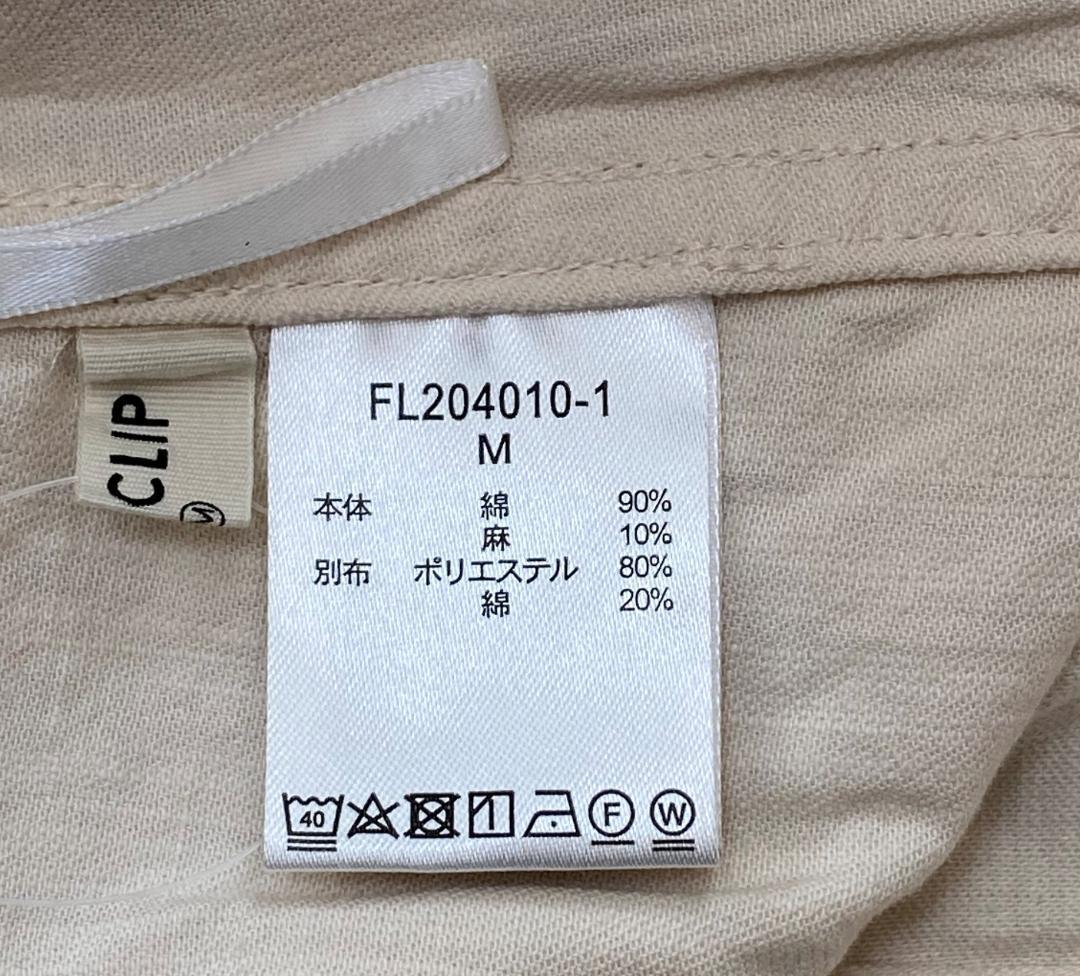 CLIP
M
FL204010-1
M
本体 綿 90%
麻 10%
別布 ポリエステル 80%
綿 20%
40 F W